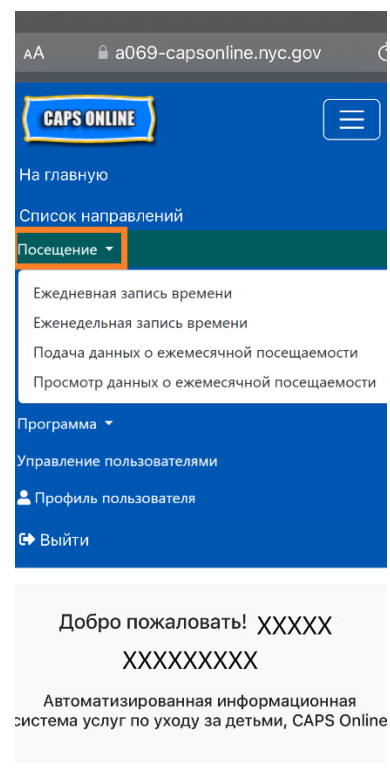 AA a069-capsonline.nyc.gov
CAPS ONLINE
На главную
Список направлений
Посещение
Ежедневная запись времени
Еженедельная запись времени
Подача данных о ежемесячной посещаемости
Просмотр данных о ежемесячной посещаемости
Программа
Управление пользователями
Профиль пользователя
Выйти
Добро пожаловать! XXXXX
XXXXXXXXX
Автоматизированная информационная
система услуг по уходу за детьми, CAPS Online